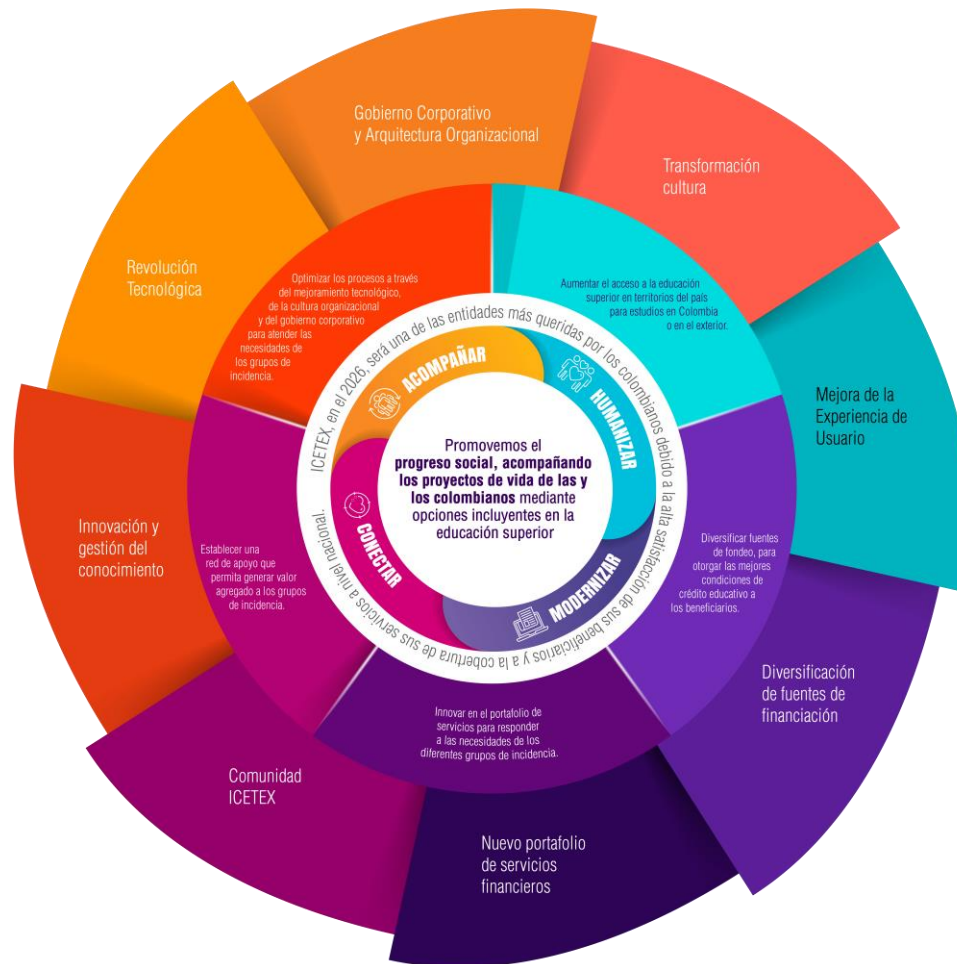 Gobierno Corporativo
y Arquitectura Organizacional
Transformación
cultura
Mejora de la
Experiencia de
Usuario
Diversificación
de fuentes de
financiación
Nuevo portafolio
de servicios
financieros
Comunidad
ICETEX
Innovación y
gestión del
conocimiento
Revolución
Tecnológica
Optimizar los procesos a través
del mejoramiento tecnológico,
de la cultura organizacional
y del gobierno corporativo
para atender las
necesidades de
los grupos de
incidencia.
Aumentar el acceso a la educación
superior en territorios del país
para estudios en Colombia
o en el exterior.
Diversificar fuentes
de fondeo, para
otorgar las mejores
condiciones de
crédito educativo a
los beneficiarios.
Innovar en el portafolio de
servicios para responder
a las necesidades de los
diferentes grupos de incidencia.
Establecer una
red de apoyo que
permita generar valor
agregado a los grupos
de incidencia.
ICETEX, en el 2026, será una de las entidades más queridas por los colombianos debido a la alta satisfacción de sus beneficiarios y a la cobertura de sus servicios a nivel nacional.
ACOMPAÑAR
HUMANIZAR
MODERNIZAR
CONECTAR
Promovemos el
progreso social, acompañando
los proyectos de vida de las y
los colombianos mediante
opciones incluyentes en la
educación superior